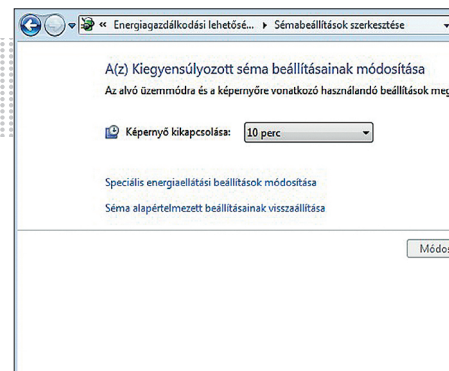 « Energiagazdálkodási lehetősé... ▸ Sémabeállítások szerkesztése
A(z) Kiegyensúlyozott séma beállításainak módosítása
Az alvó üzemmódra és a képernyőre vonatkozó használandó beállítások meg
Képernyő kikapcsolása: 10 perc
Speciális energiaellátási beállítások módosítása
Séma alapértelmezett beállításainak visszaállítása
Módos